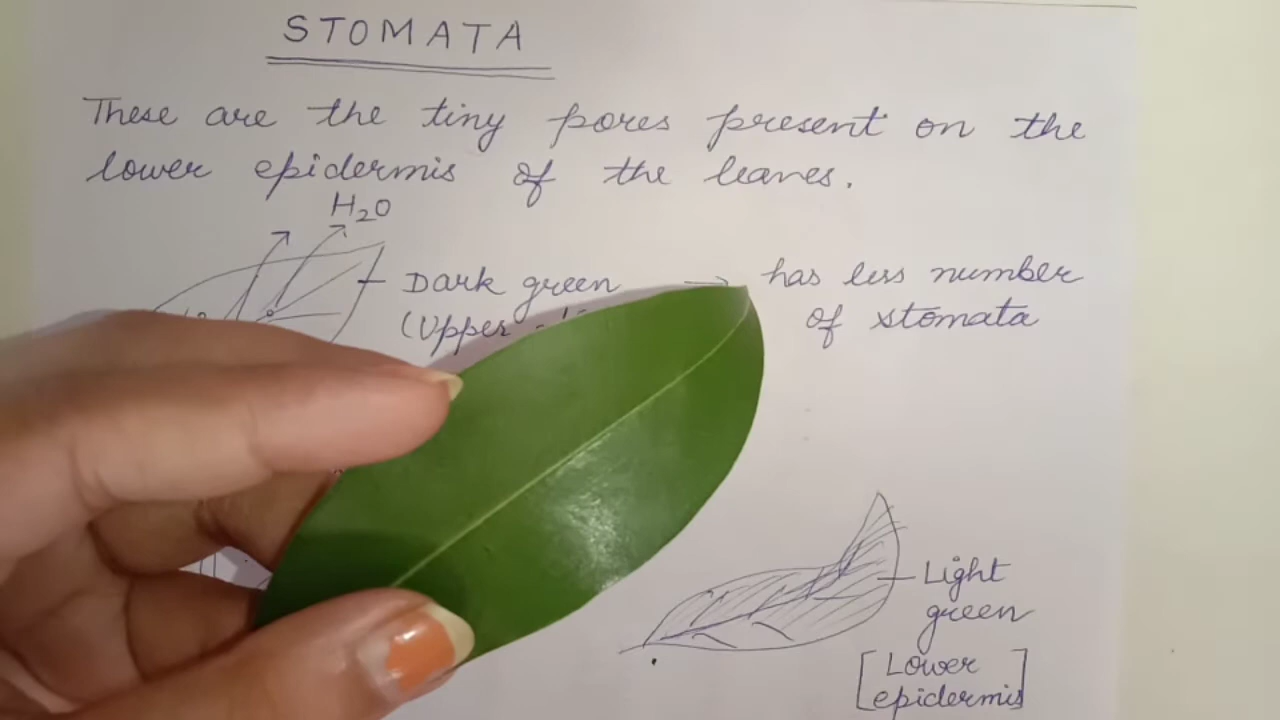 STOMATA
These are the tiny pores present on the
lower epidermis of the leaves.
H2O
Dark green → has less number
(Upper
of stomata
Light
green
[Lower
epidermis]